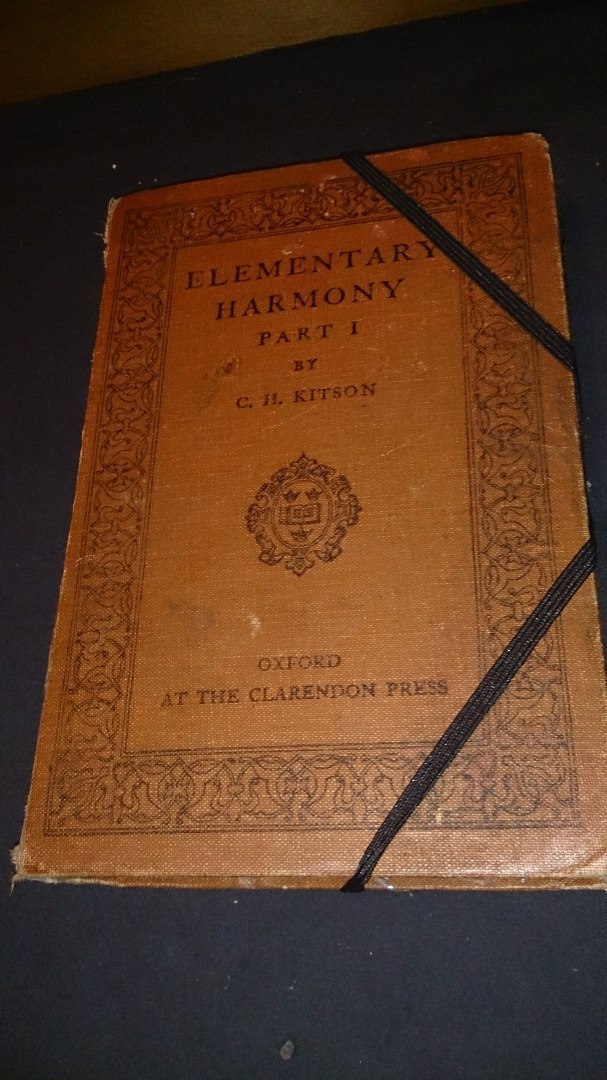 ELEMENTARY
HARMONY
PART I
BY
C. H. KITSON
OXFORD
AT THE CLARENDON PRESS